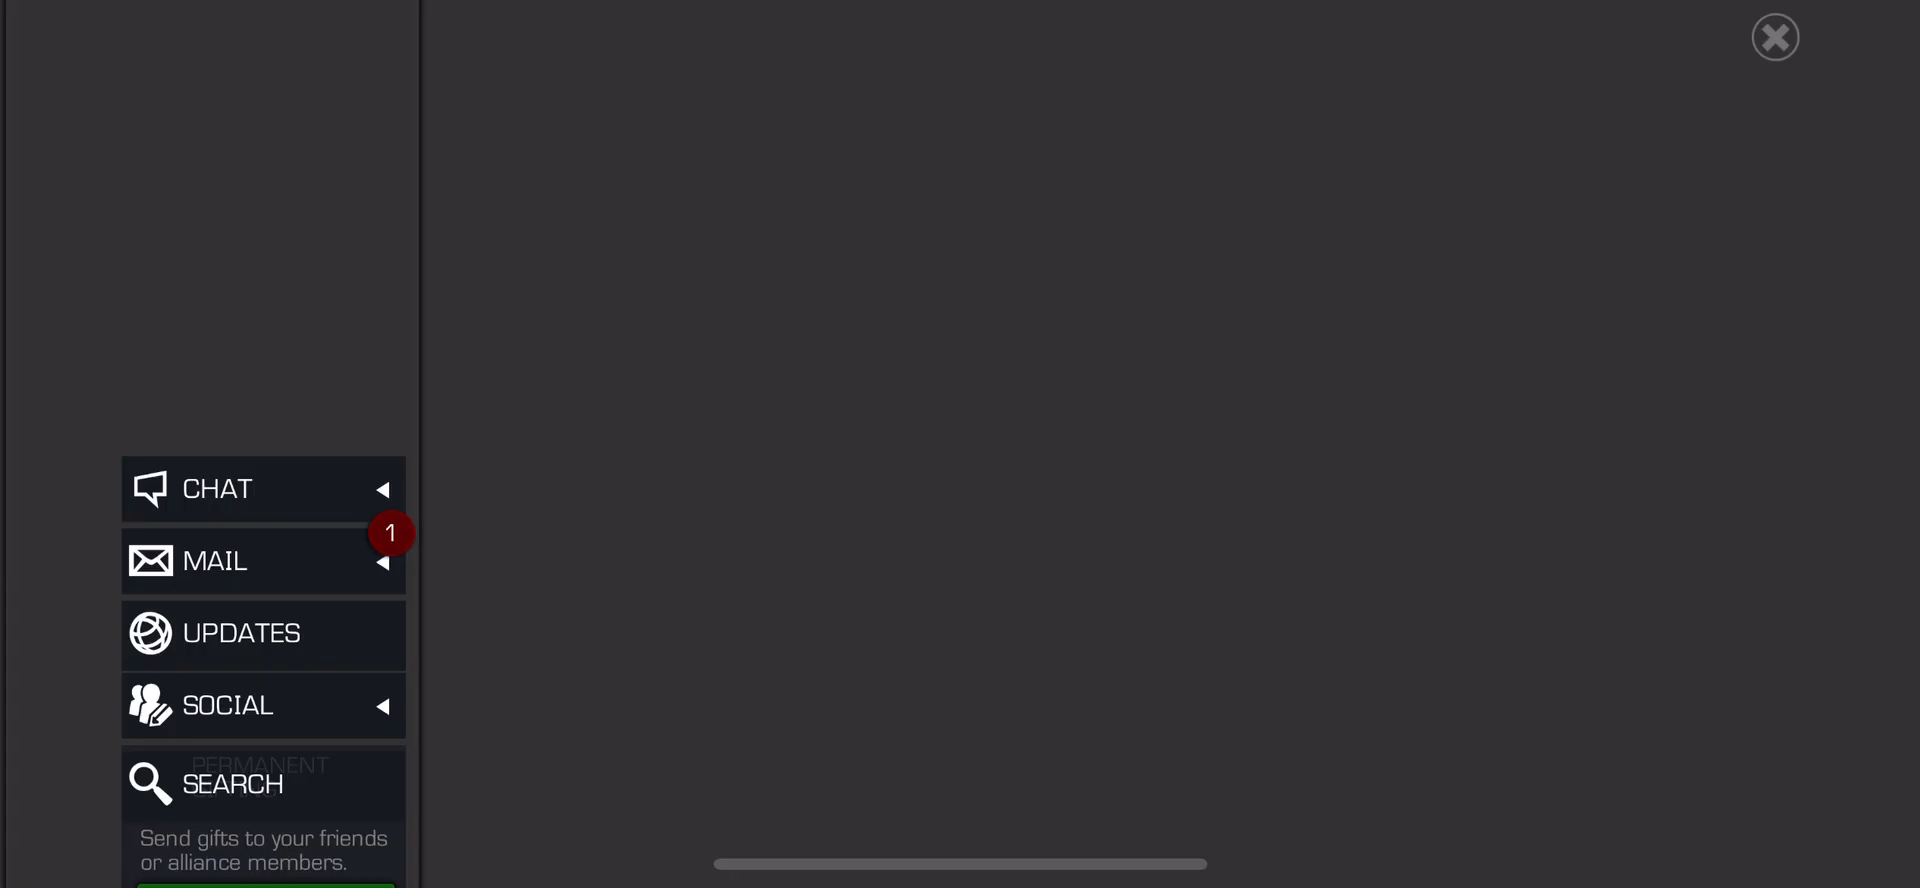 CHAT
1
MAIL
UPDATES
SOCIAL
PERMANENT
SEARCH
Send gifts to your friends
or alliance members.